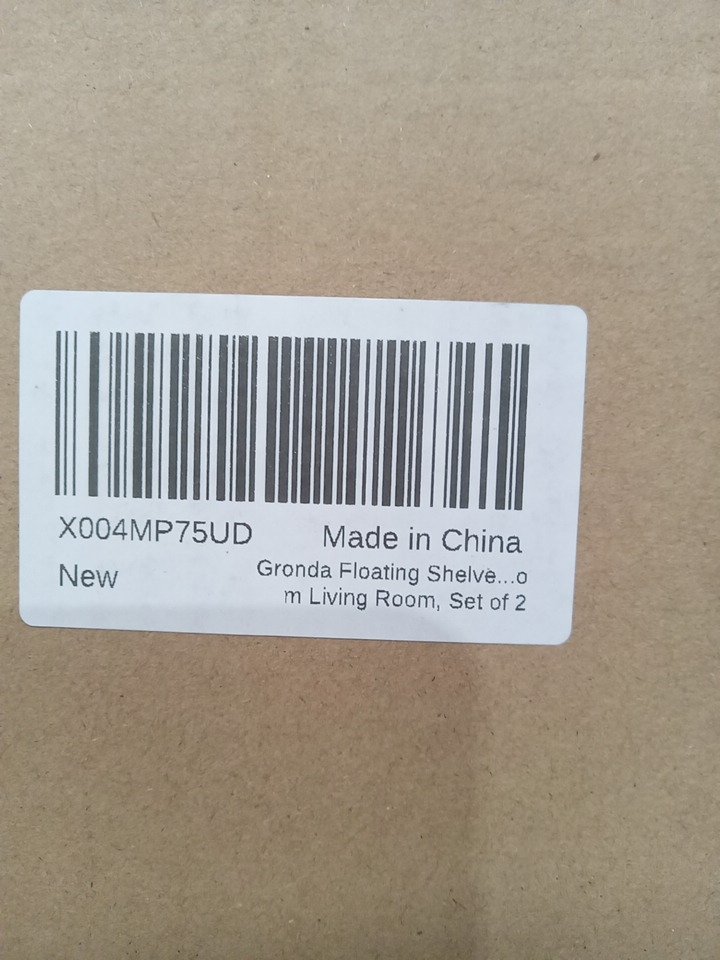 X004MP75UD Made in China
New Gronda Floating Shelve...o
m Living Room, Set of 2